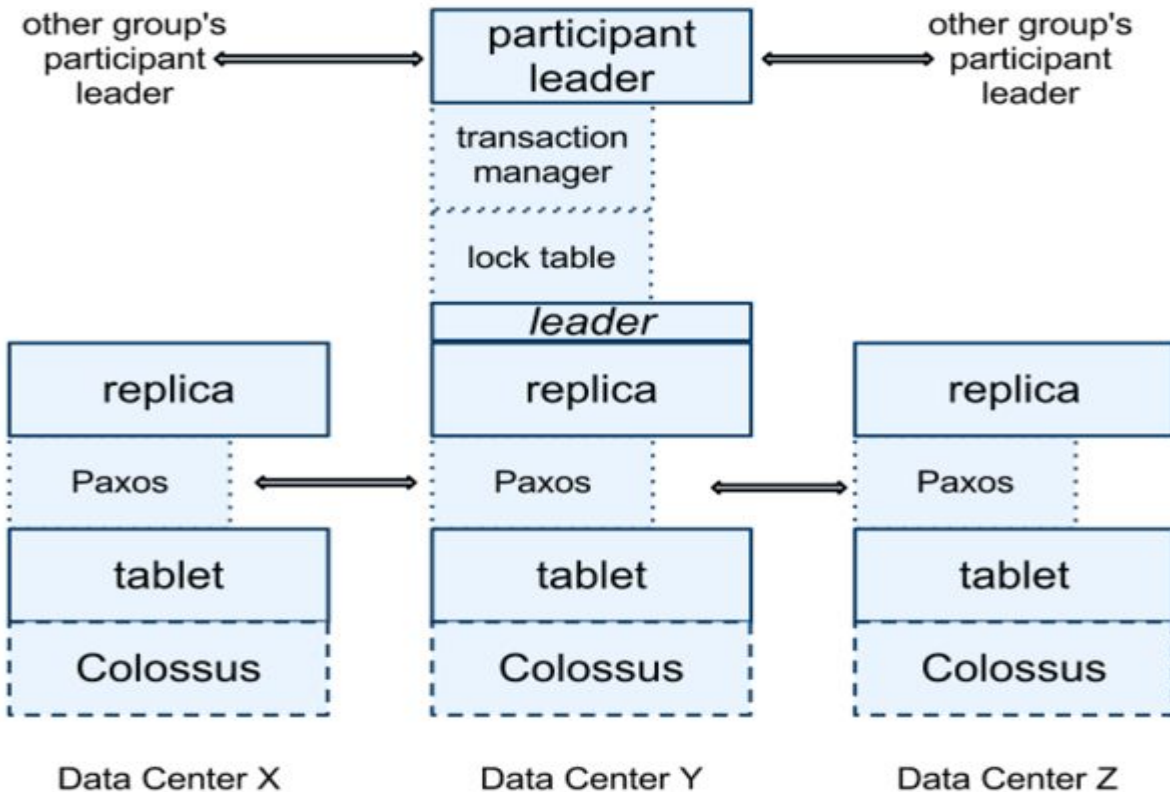 other group's
participant
leader
participant
leader
other group's
participant
leader
transaction
manager
lock table
leader
replica
replica
replica
Paxos
Paxos
Paxos
tablet
tablet
tablet
Colossus
Colossus
Colossus
Data Center X
Data Center Y
Data Center Z